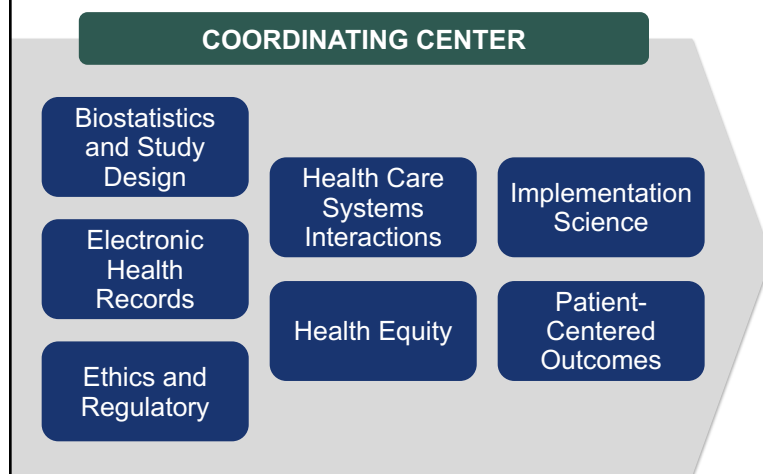 COORDINATING CENTER
Biostatistics
and Study
Design
Electronic
Health
Records
Ethics and
Regulatory
Health Care
Systems
Interactions
Health Equity
Implementation
Science
Patient-
Centered
Outcomes